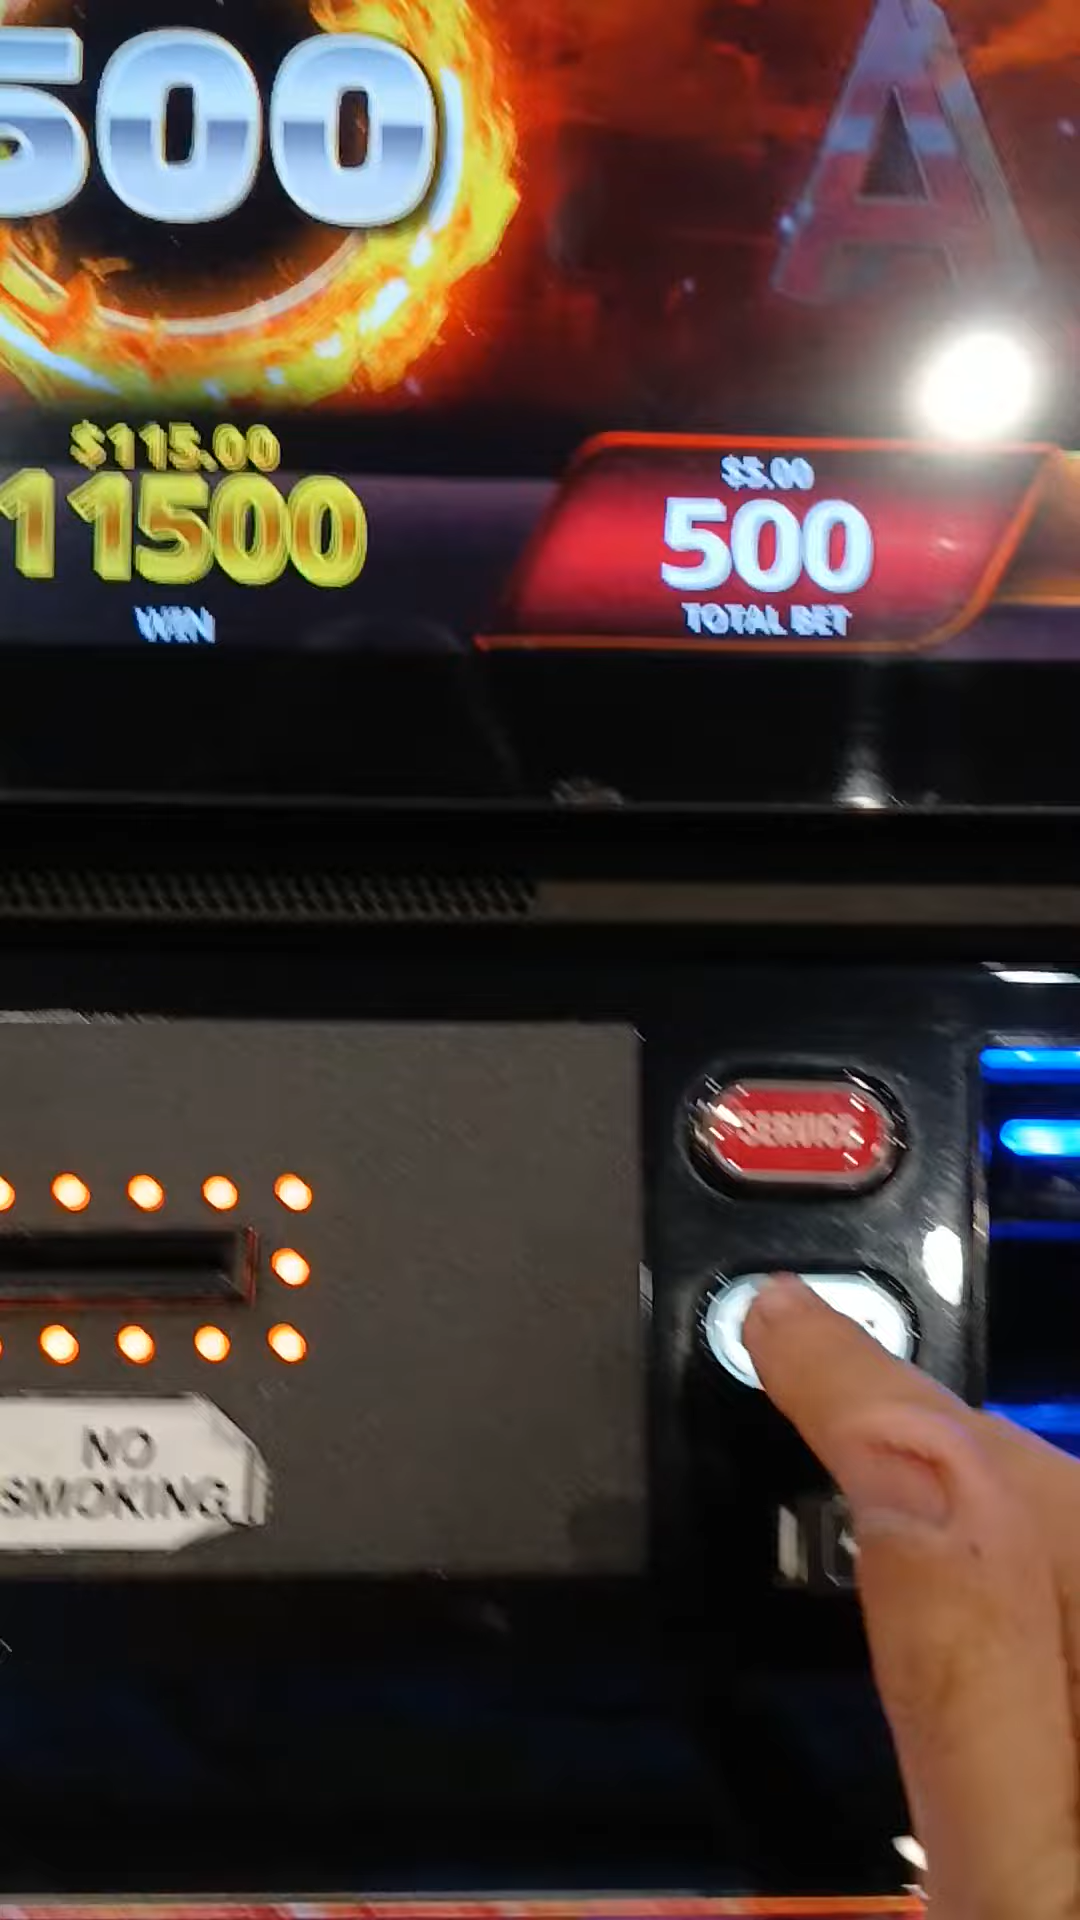 500
A
$115.00
11500
WIN
$5.00
500
TOTAL BET
SERVICE
NO
SMOKING